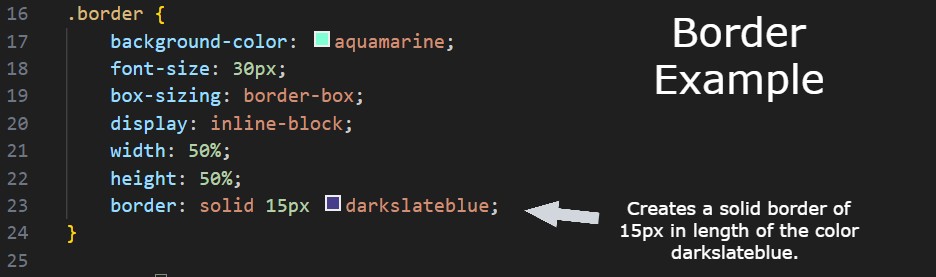 Border
Example
16 .border {
17 background-color: aquamarine;
18 font-size: 30px;
19 box-sizing: border-box;
20 display: inline-block;
21 width: 50%;
22 height: 50%;
23 border: solid 15px darkslateblue;
24 }
25
Creates a solid border of
15px in length of the color
darkslateblue.